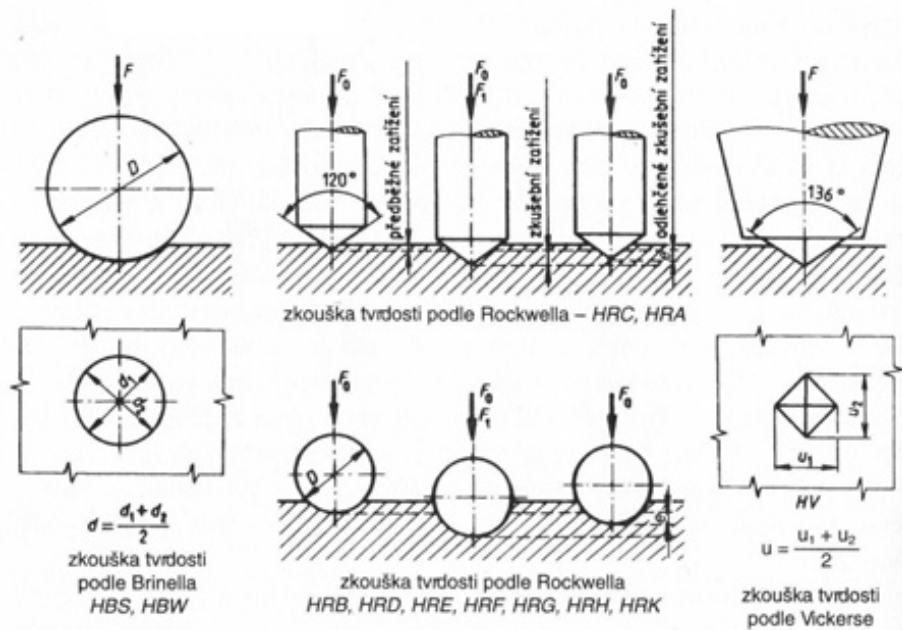 F
D
F₀
120°
předběžné zatížení
F₀
F₁
zkušební zatížení
F₀
odlehčené zkušební zatížení
F
136°
zkouška tvrdosti podle Rockwella – HRC, HRA
d₁
F₀
D
F₀
F₁
F₀
e
u₂
u₁
HV
d = (d₁ + d₂) / 2
zkouška tvrdosti
podle Brinella
HBS, HBW
zkouška tvrdosti podle Rockwella
HRB, HRD, HRE, HRF, HRG, HRH, HRK
u = (u₁ + u₂) / 2
zkouška tvrdosti
podle Vickerse